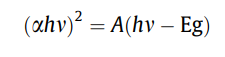 (αhν)² = A(hν − Eg)